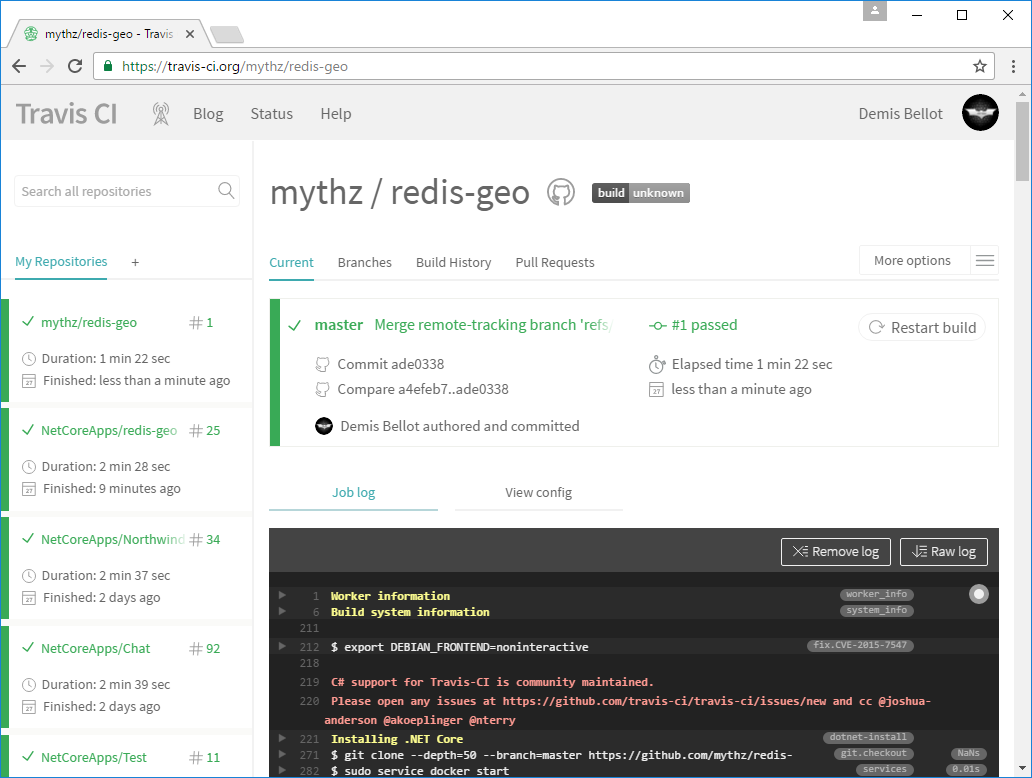 mythz/redis-geo - Travis
https://travis-ci.org/mythz/redis-geo
Travis CI
Blog
Status
Help
Demis Bellot
Search all repositories
My Repositories
+
mythz/redis-geo
# 1
Duration: 1 min 22 sec
27 Finished: less than a minute ago
NetCoreApps/redis-geo
# 25
Duration: 2 min 28 sec
27 Finished: 9 minutes ago
NetCoreApps/Northwind
# 34
Duration: 2 min 37 sec
27 Finished: 2 days ago
NetCoreApps/Chat
# 92
Duration: 2 min 39 sec
27 Finished: 2 days ago
NetCoreApps/Test
# 11
mythz / redis-geo
build unknown
Current
Branches
Build History
Pull Requests
More options
master Merge remote-tracking branch 'refs/
#1 passed
Restart build
Commit ade0338
Elapsed time 1 min 22 sec
Compare a4efeb7..ade0338
27 less than a minute ago
Demis Bellot authored and committed
Job log
View config
Remove log
Raw log
1 Worker information worker_info
6 Build system information system_info
211
212 $ export DEBIAN_FRONTEND=noninteractive fix.CVE-2015-7547
218
219 C# support for Travis-CI is community maintained.
220 Please open any issues at https://github.com/travis-ci/travis-ci/issues/new and cc @joshua-
anderson @akoeplinger @nterry
221 Installing .NET Core dotnet-install
271 $ git clone --depth=50 --branch=master https://github.com/mythz/redis- git.checkout NaNs
282 $ sudo service docker start services 0.01s